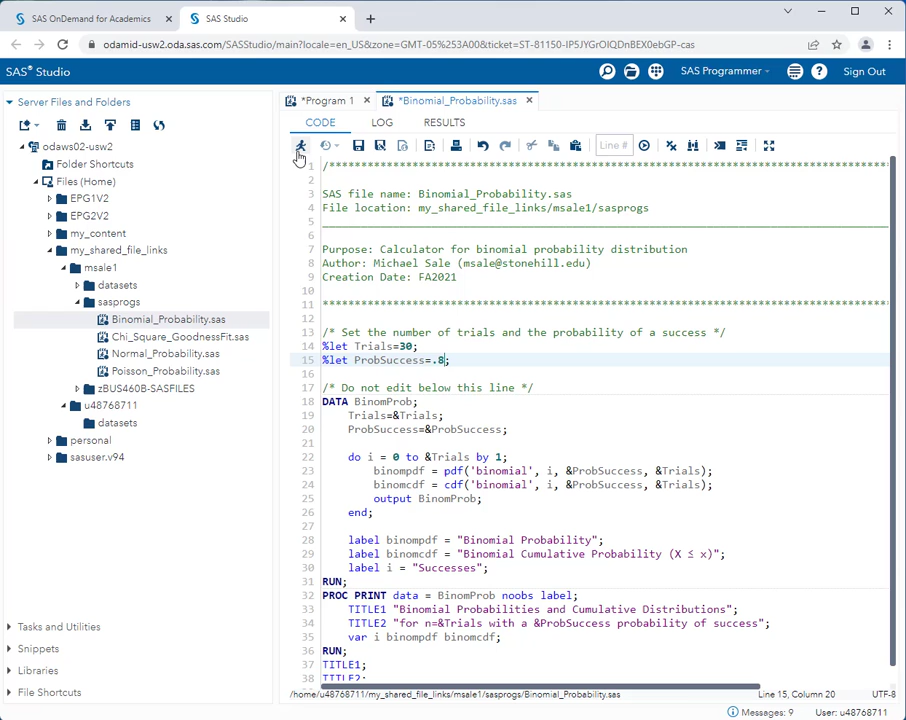 SAS OnDemand for Academics
SAS Studio
odamid-usw2.oda.sas.com/SASStudio/main?locale=en_US&zone=GMT-05%253A00&ticket=ST-81150-IP5JYGrOIQDnBEX0ebGP-cas
SAS® Studio
SAS Programmer
Sign Out
Server Files and Folders
odaws02-usw2
Folder Shortcuts
Files (Home)
EPG1V2
EPG2V2
my_content
my_shared_file_links
msale1
datasets
sasprogs
Binomial_Probability.sas
Chi_Square_GoodnessFit.sas
Normal_Probability.sas
Poisson_Probability.sas
zBUS460B-SASFILES
u48768711
datasets
personal
sasuser.v94
Tasks and Utilities
Snippets
Libraries
File Shortcuts
*Program 1
*Binomial_Probability.sas
CODE LOG RESULTS
Line #
1 /*******************************************************************************************
2
3 SAS file name: Binomial_Probability.sas
4 File location: my_shared_file_links/msale1/sasprogs
5
6
7 Purpose: Calculator for binomial probability distribution
8 Author: Michael Sale (msale@stonehill.edu)
9 Creation Date: FA2021
10
11 ********************************************************************************************
12
13 /* Set the number of trials and the probability of a success */
14 %let Trials=30;
15 %let ProbSuccess=.8;
16
17 /* Do not edit below this line */
18 DATA BinomProb;
19 Trials=&Trials;
20 ProbSuccess=&ProbSuccess;
21
22 do i = 0 to &Trials by 1;
23 binompdf = pdf('binomial', i, &ProbSuccess, &Trials);
24 binomcdf = cdf('binomial', i, &ProbSuccess, &Trials);
25 output BinomProb;
26 end;
27
28 label binompdf = "Binomial Probability";
29 label binomcdf = "Binomial Cumulative Probability (X ≤ x)";
30 label i = "Successes";
31 RUN;
32 PROC PRINT data = BinomProb noobs label;
33 TITLE1 "Binomial Probabilities and Cumulative Distributions";
34 TITLE2 "for n=&Trials with a &ProbSuccess probability of success";
35 var i binompdf binomcdf;
36 RUN;
37 TITLE1;
38 TITLE2;
/home/u48768711/my_shared_file_links/msale1/sasprogs/Binomial_Probability.sas
Line 15, Column 20
UTF-8
Messages: 9
User: u48768711